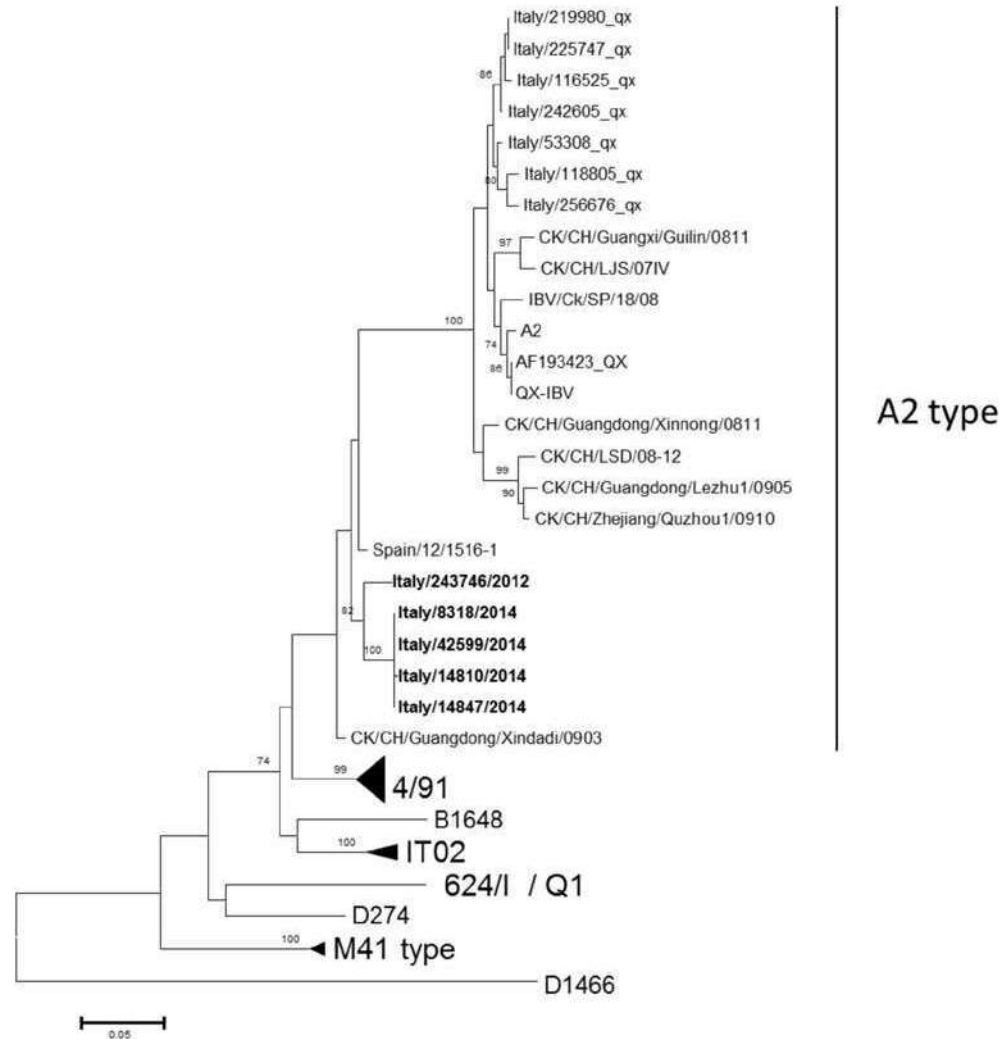 Italy/219980_qx
Italy/225747_qx
86
Italy/116525_qx
Italy/242605_qx
Italy/53308_qx
80
Italy/118805_qx
Italy/256676_qx
CK/CH/Guangxi/Guilin/0811
97
CK/CH/LJS/07IV
IBV/Ck/SP/18/08
100
A2
74
AF193423_QX
86
QX-IBV
A2 type
CK/CH/Guangdong/Xinnong/0811
CK/CH/LSD/08-12
99
90
CK/CH/Guangdong/Lezhu1/0905
CK/CH/Zhejiang/Quzhou1/0910
Spain/12/1516-1
Italy/243746/2012
82
Italy/8318/2014
Italy/42599/2014
100
Italy/14810/2014
Italy/14847/2014
CK/CH/Guangdong/Xindadi/0903
74
99
4/91
B1648
100
IT02
624/I / Q1
D274
100
M41 type
D1466
0.05